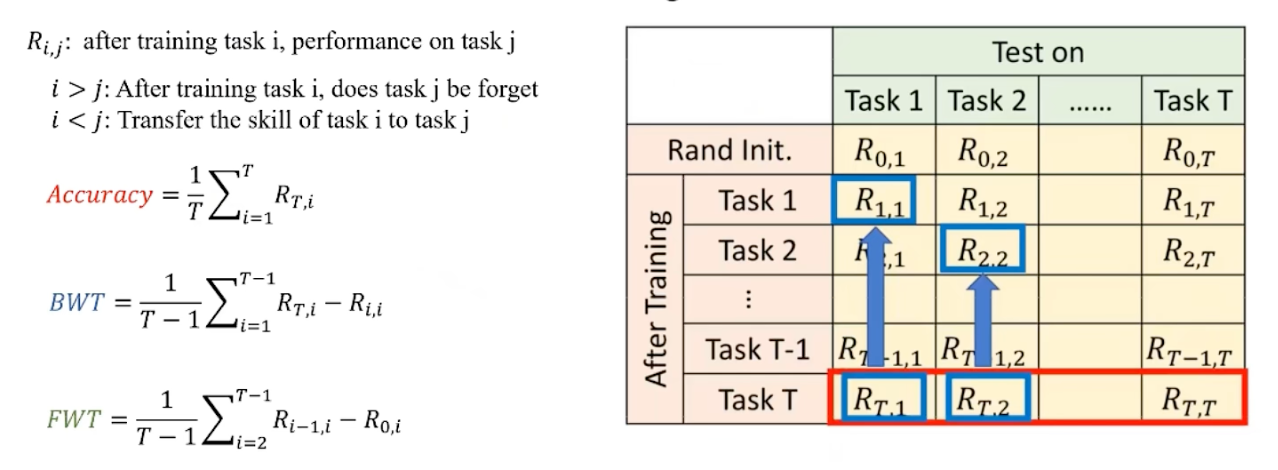 R_{i,j}: after training task i, performance on task j
i > j: After training task i, does task j be forget
i < j: Transfer the skill of task i to task j
Accuracy = \frac{1}{T} \sum_{i=1}^{T} R_{T,i}
BWT = \frac{1}{T-1} \sum_{i=1}^{T-1} R_{T,i} - R_{i,i}
FWT = \frac{1}{T-1} \sum_{i=2}^{T-1} R_{i-1,i} - R_{0,i}
Test on
Task 1 Task 2 ...... Task T
Rand Init. R_{0,1} R_{0,2} R_{0,T}
After Training
Task 1 R_{1,1} R_{1,2} R_{1,T}
Task 2 R_{2,1} R_{2,2} R_{2,T}
⋮
Task T-1 R_{T-1,1} R_{T-1,2} R_{T-1,T}
Task T R_{T,1} R_{T,2} R_{T,T}